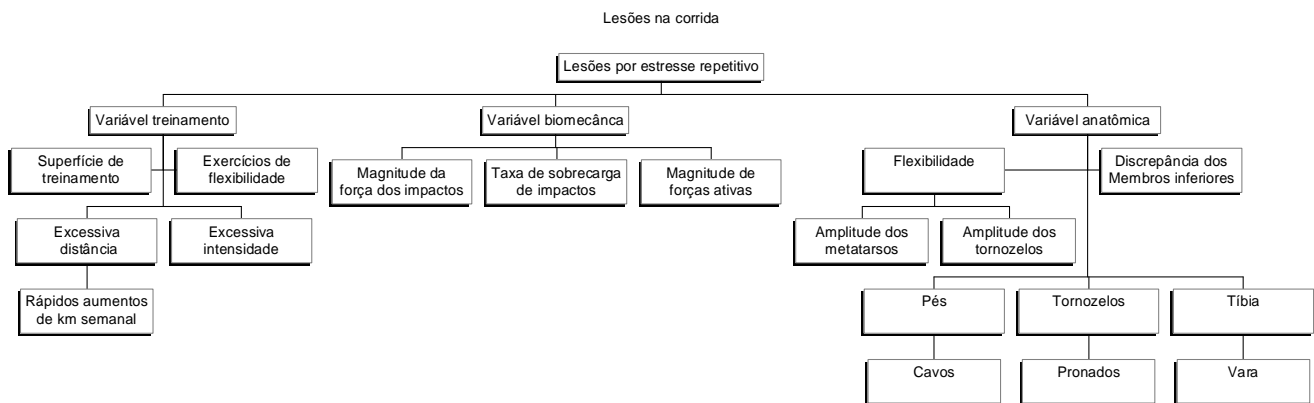 Lesões na corrida
Lesões por estresse repetitivo
Variável treinamento
Variável biomecânca
Variável anatômica
Superfície de
treinamento
Exercícios de
flexibilidade
Magnitude da
força dos impactos
Taxa de sobrecarga
de impactos
Magnitude de
forças ativas
Flexibilidade
Discrepância dos
Membros inferiores
Excessiva
distância
Excessiva
intensidade
Amplitude dos
metatarsos
Amplitude dos
tornozelos
Rápidos aumentos
de km semanal
Pés
Tornozelos
Tíbia
Cavos
Pronados
Vara